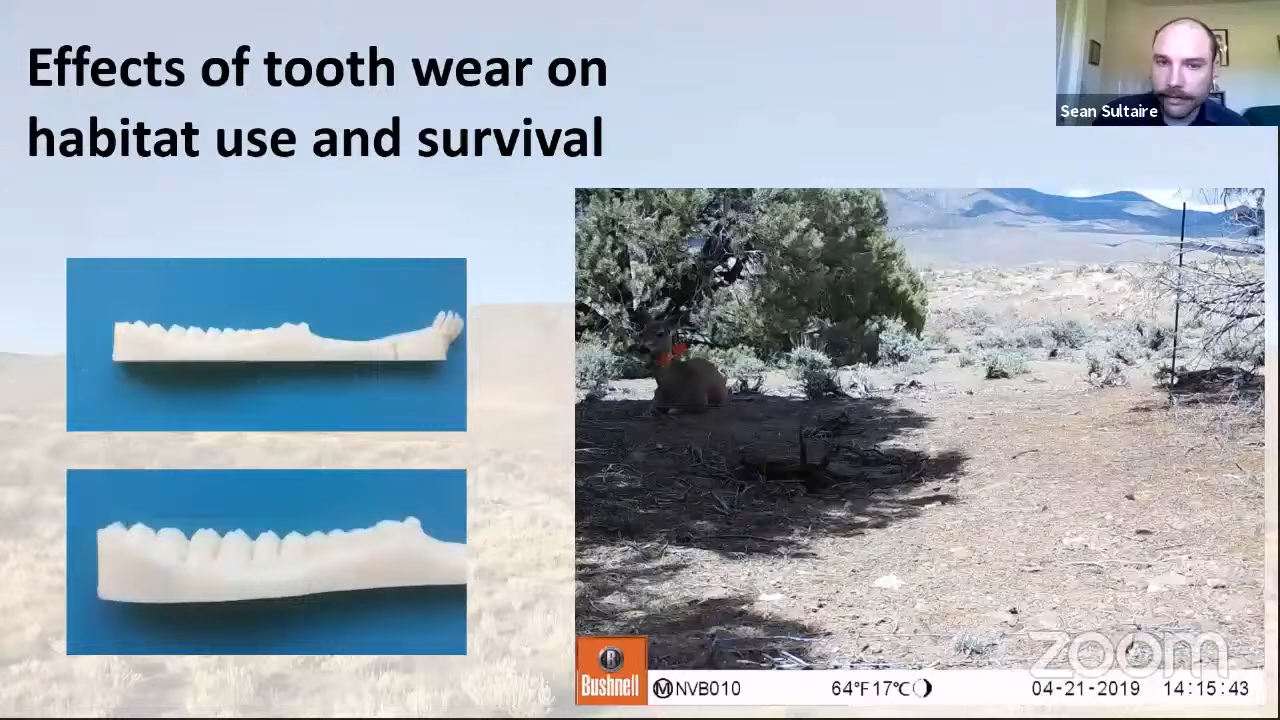 Effects of tooth wear on
habitat use and survival
Sean Sultaire
zoom
B
Bushnell
M NVB010 64°F17°C 04-21-2019 14:15:43